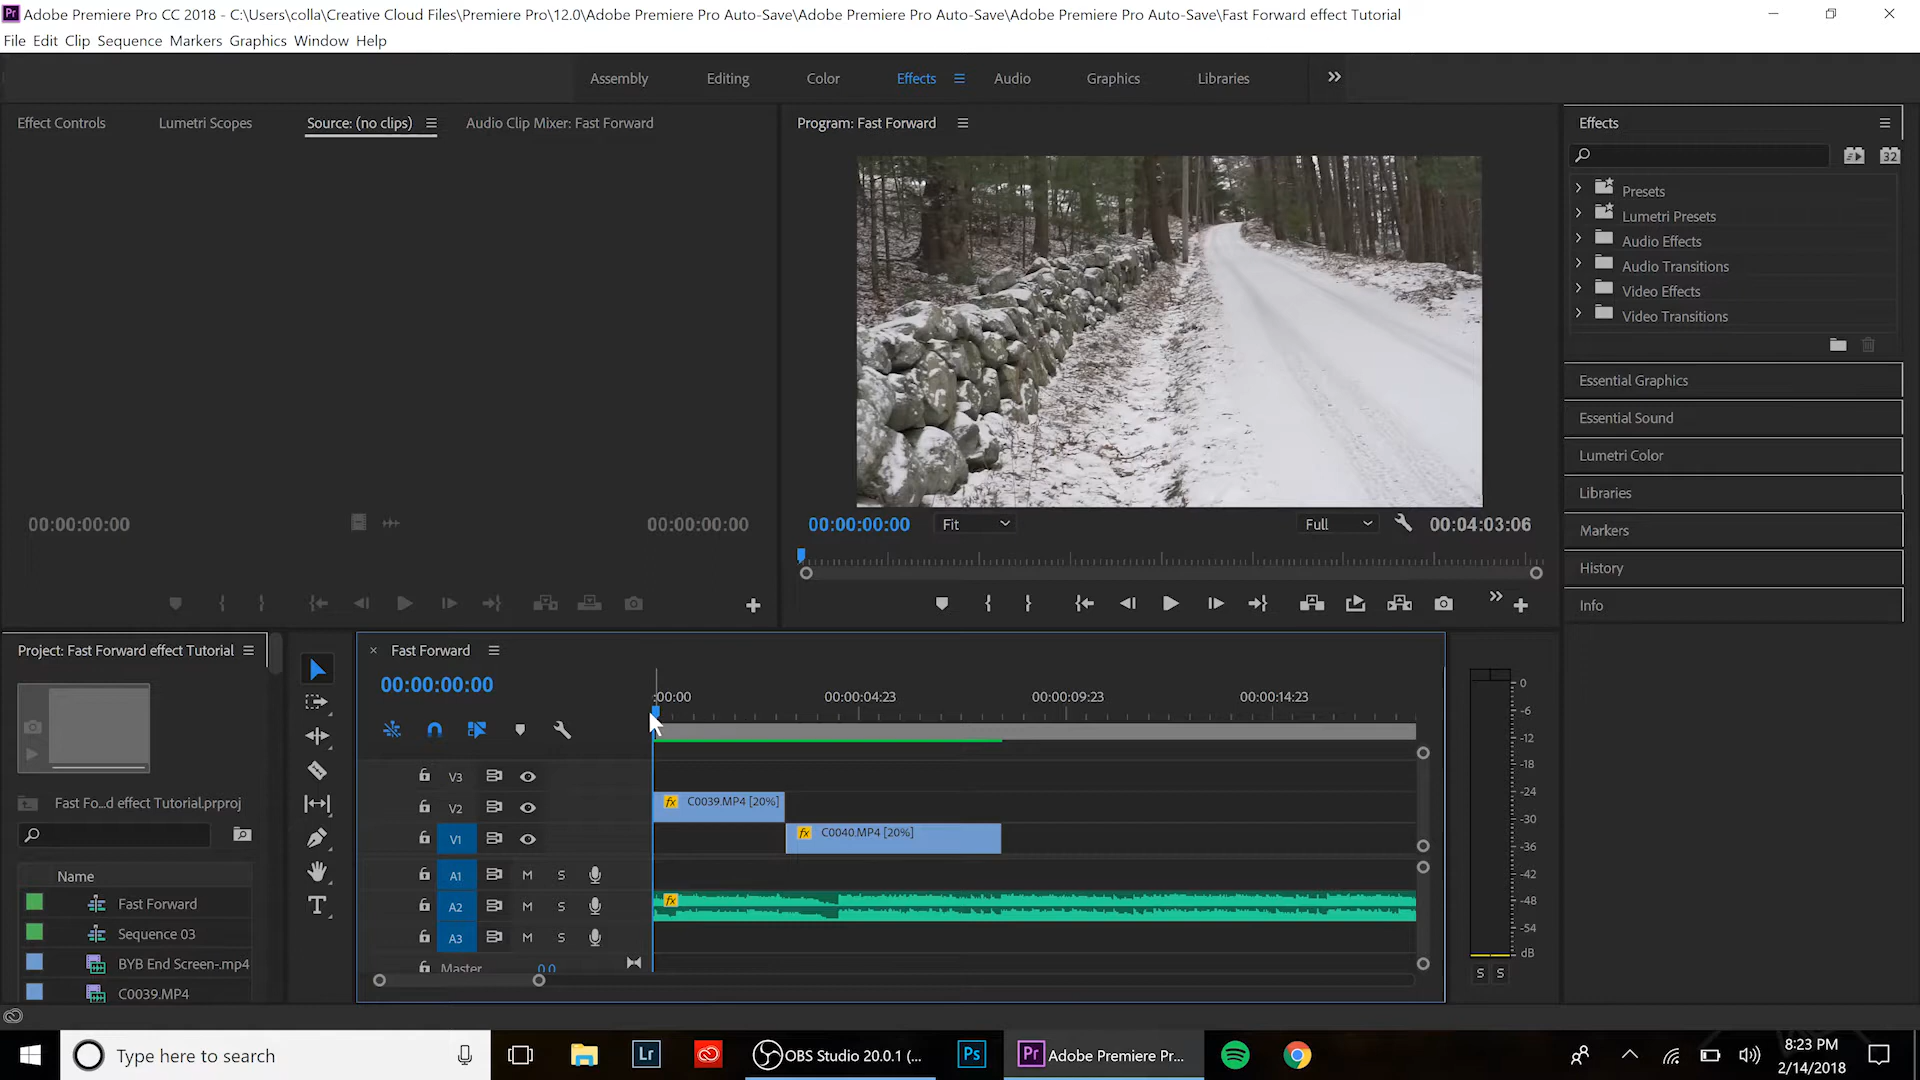 Adobe Premiere Pro CC 2018 - C:\Users\colla\Creative Cloud Files\Premiere Pro\12.0\Adobe Premiere Pro Auto-Save\Adobe Premiere Pro Auto-Save\Adobe Premiere Pro Auto-Save\Fast Forward effect Tutorial
File Edit Clip Sequence Markers Graphics Window Help
Assembly Editing Color Effects Audio Graphics Libraries
Effect Controls Lumetri Scopes Source: (no clips) Audio Clip Mixer: Fast Forward
Program: Fast Forward
Effects
32
Presets
Lumetri Presets
Audio Effects
Audio Transitions
Video Effects
Video Transitions
Essential Graphics
Essential Sound
Lumetri Color
Libraries
Markers
History
Info
00:00:00:00 00:00:00:00
00:00:00:00 Fit Full 00:04:03:06
Project: Fast Forward effect Tutorial
Fast Fo...d effect Tutorial.prproj
Name
Fast Forward
Sequence 03
BYB End Screen-.mp4
C0039.MP4
T
Fast Forward
00:00:00:00
:00:00 00:00:04:23 00:00:09:23 00:00:14:23
V3
V2 fx C0039.MP4 [20%]
V1 fx C0040.MP4 [20%]
A1 M S
A2 M S fx
A3 M S
Master 0.0
0
-6
-12
-18
-24
-30
-36
-42
-48
-54
dB
S S
Type here to search
Lr
OBS Studio 20.0.1 (...
Ps
Pr Adobe Premiere Pr...
8:23 PM
2/14/2018